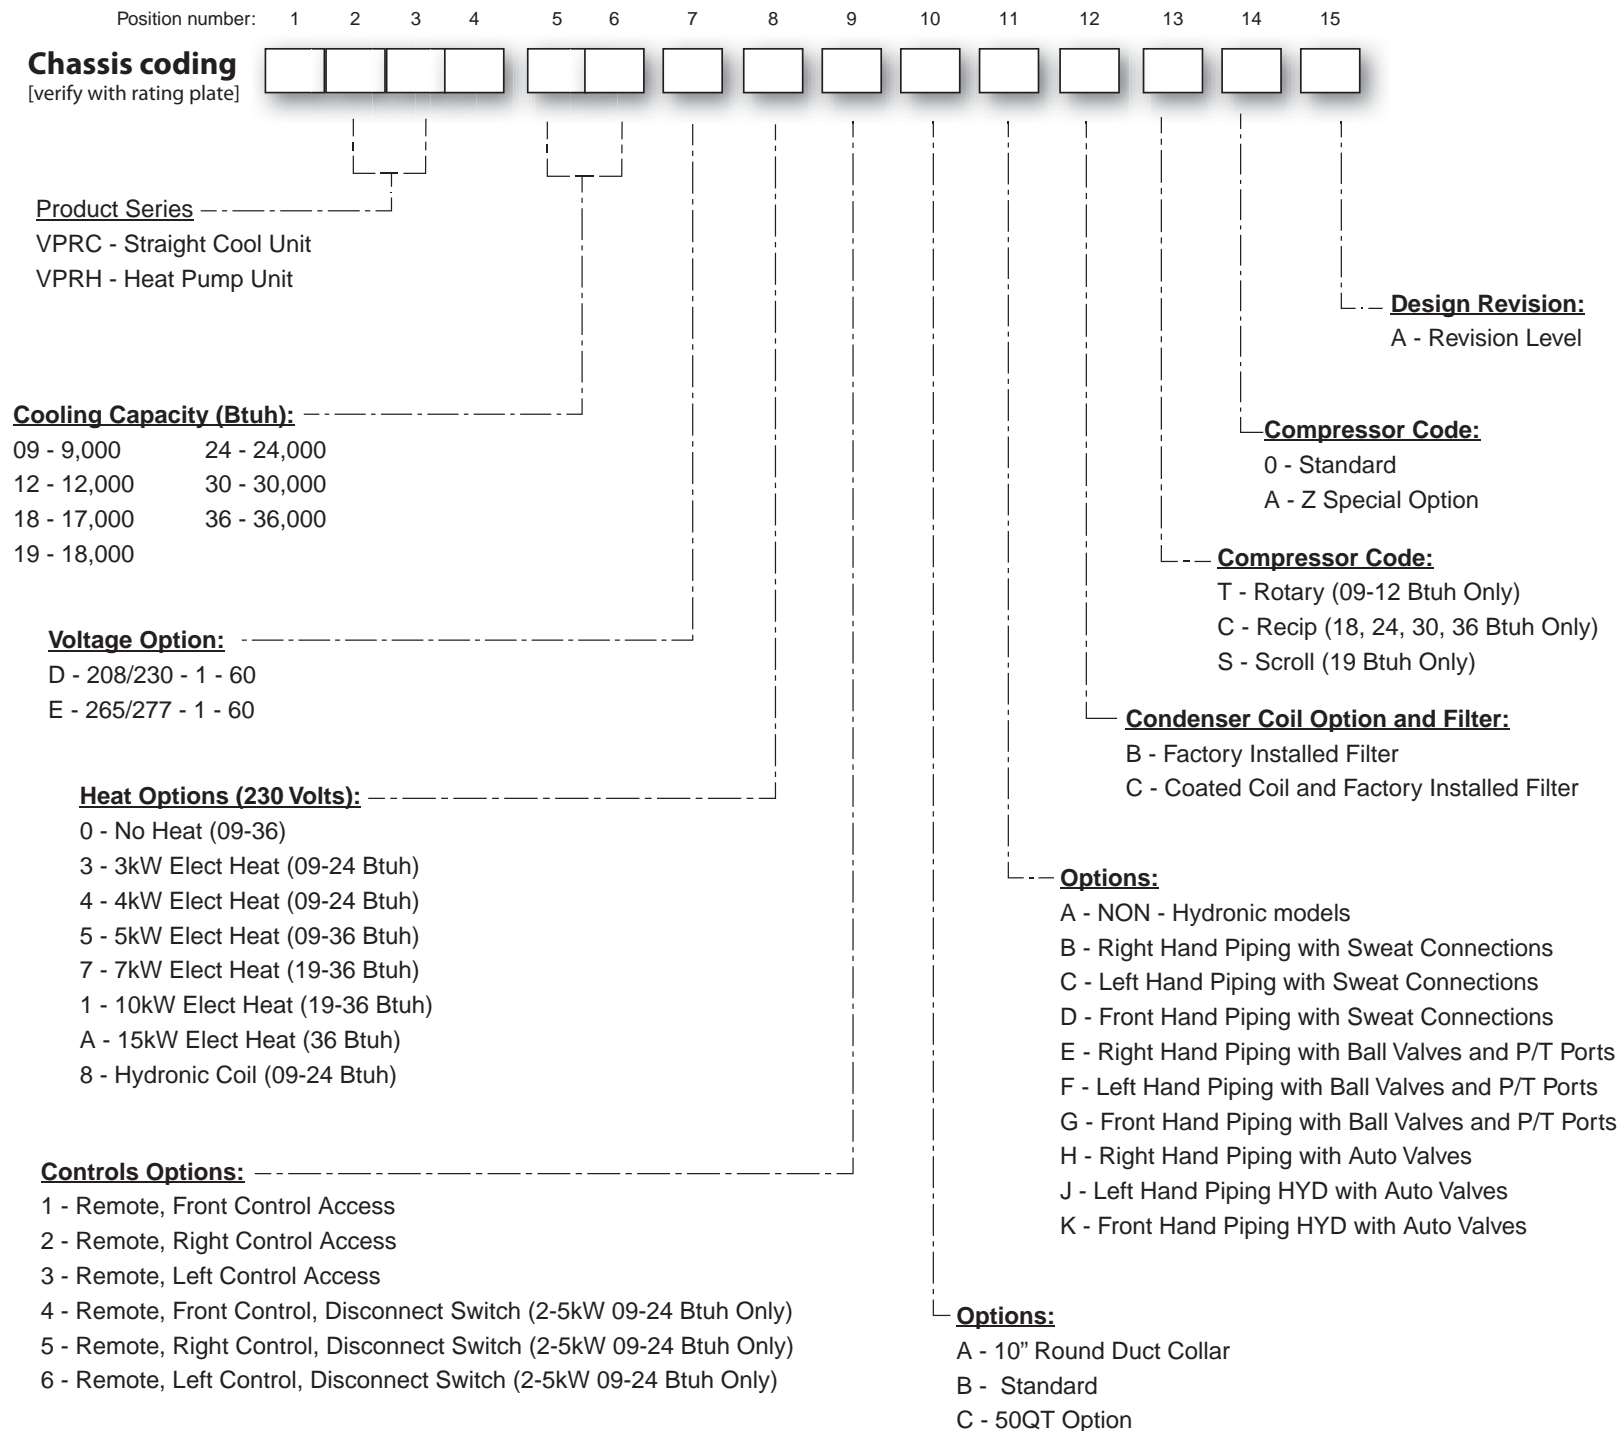 Position number: 1 2 3 4 5 6 7 8 9 10 11 12 13 14 15
Chassis coding
[verify with rating plate]
Product Series
VPRC - Straight Cool Unit
VPRH - Heat Pump Unit
Cooling Capacity (Btuh):
09 - 9,000 24 - 24,000
12 - 12,000 30 - 30,000
18 - 17,000 36 - 36,000
19 - 18,000
Voltage Option:
D - 208/230 - 1 - 60
E - 265/277 - 1 - 60
Heat Options (230 Volts):
0 - No Heat (09-36)
3 - 3kW Elect Heat (09-24 Btuh)
4 - 4kW Elect Heat (09-24 Btuh)
5 - 5kW Elect Heat (09-36 Btuh)
7 - 7kW Elect Heat (19-36 Btuh)
1 - 10kW Elect Heat (19-36 Btuh)
A - 15kW Elect Heat (36 Btuh)
8 - Hydronic Coil (09-24 Btuh)
Controls Options:
1 - Remote, Front Control Access
2 - Remote, Right Control Access
3 - Remote, Left Control Access
4 - Remote, Front Control, Disconnect Switch (2-5kW 09-24 Btuh Only)
5 - Remote, Right Control, Disconnect Switch (2-5kW 09-24 Btuh Only)
6 - Remote, Left Control, Disconnect Switch (2-5kW 09-24 Btuh Only)
Design Revision:
A - Revision Level
Compressor Code:
0 - Standard
A - Z Special Option
Compressor Code:
T - Rotary (09-12 Btuh Only)
C - Recip (18, 24, 30, 36 Btuh Only)
S - Scroll (19 Btuh Only)
Condenser Coil Option and Filter:
B - Factory Installed Filter
C - Coated Coil and Factory Installed Filter
Options:
A - NON - Hydronic models
B - Right Hand Piping with Sweat Connections
C - Left Hand Piping with Sweat Connections
D - Front Hand Piping with Sweat Connections
E - Right Hand Piping with Ball Valves and P/T Ports
F - Left Hand Piping with Ball Valves and P/T Ports
G - Front Hand Piping with Ball Valves and P/T Ports
H - Right Hand Piping with Auto Valves
J - Left Hand Piping HYD with Auto Valves
K - Front Hand Piping HYD with Auto Valves
Options:
A - 10” Round Duct Collar
B - Standard
C - 50QT Option